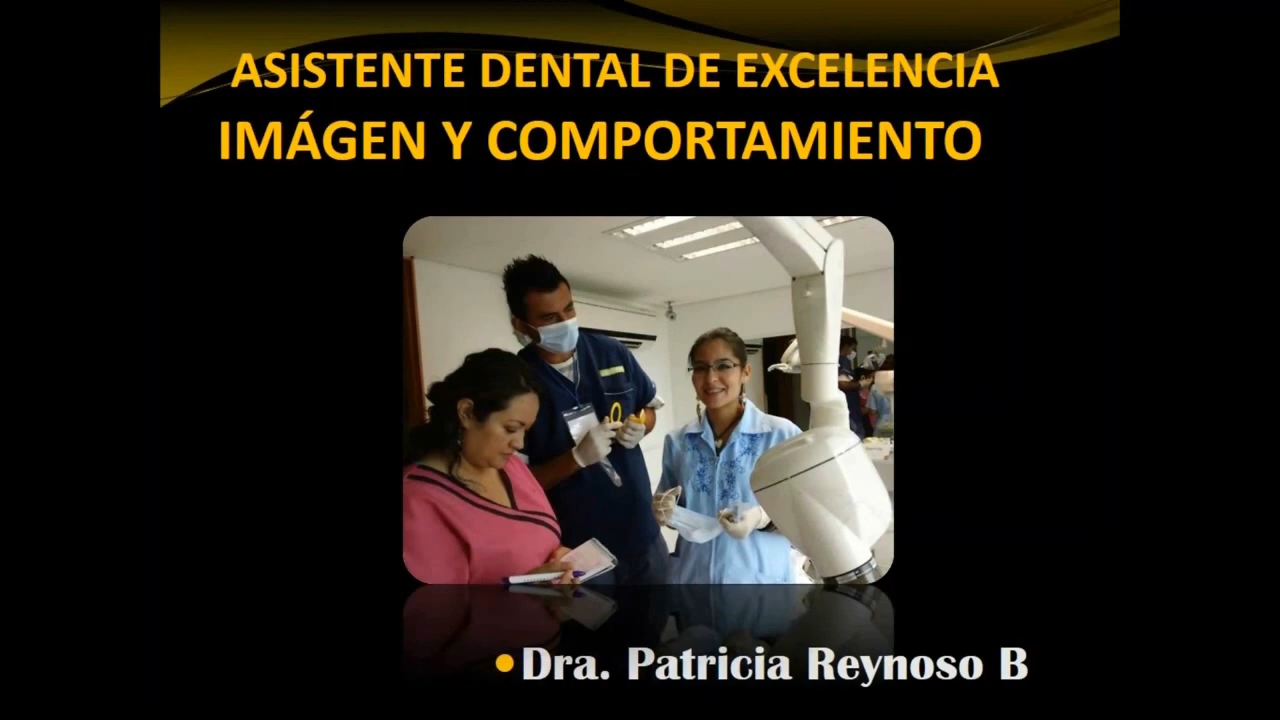 ASISTENTE DENTAL DE EXCELENCIA
IMÁGEN Y COMPORTAMIENTO
Dra. Patricia Reynoso B